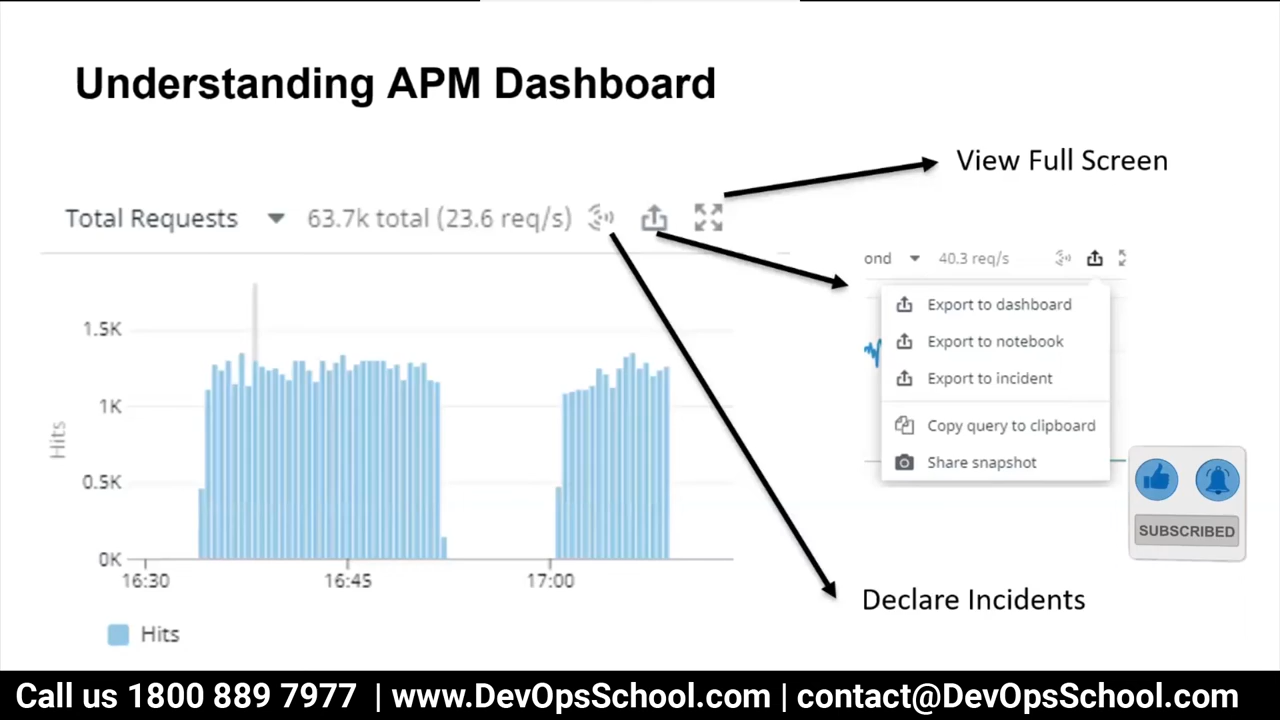 Understanding APM Dashboard
View Full Screen
Total Requests 63.7k total (23.6 req/s)
ond 40.3 req/s
Export to dashboard
Export to notebook
Export to incident
Copy query to clipboard
Share snapshot
1.5K
1K
0.5K
0K
Hits
16:30 16:45 17:00
Hits
SUBSCRIBED
Declare Incidents
Call us 1800 889 7977 | www.DevOpsSchool.com | contact@DevOpsSchool.com